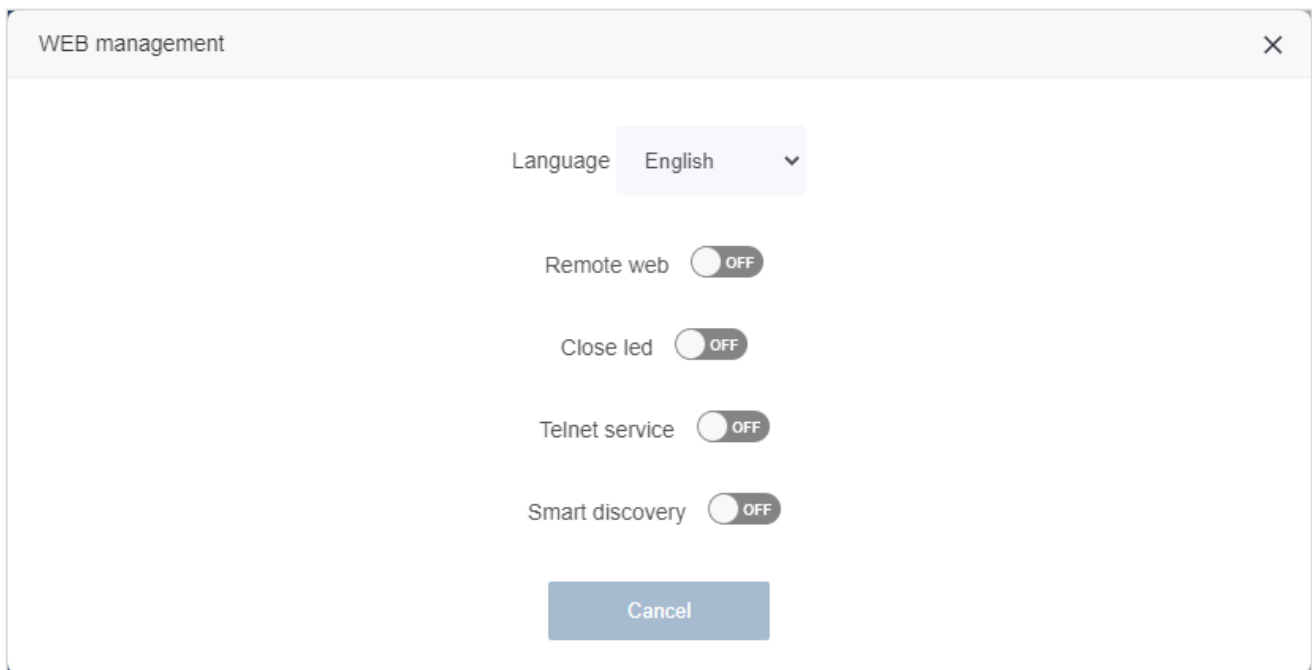 WEB management
Language English
Remote web OFF
Close led OFF
Telnet service OFF
Smart discovery OFF
Cancel